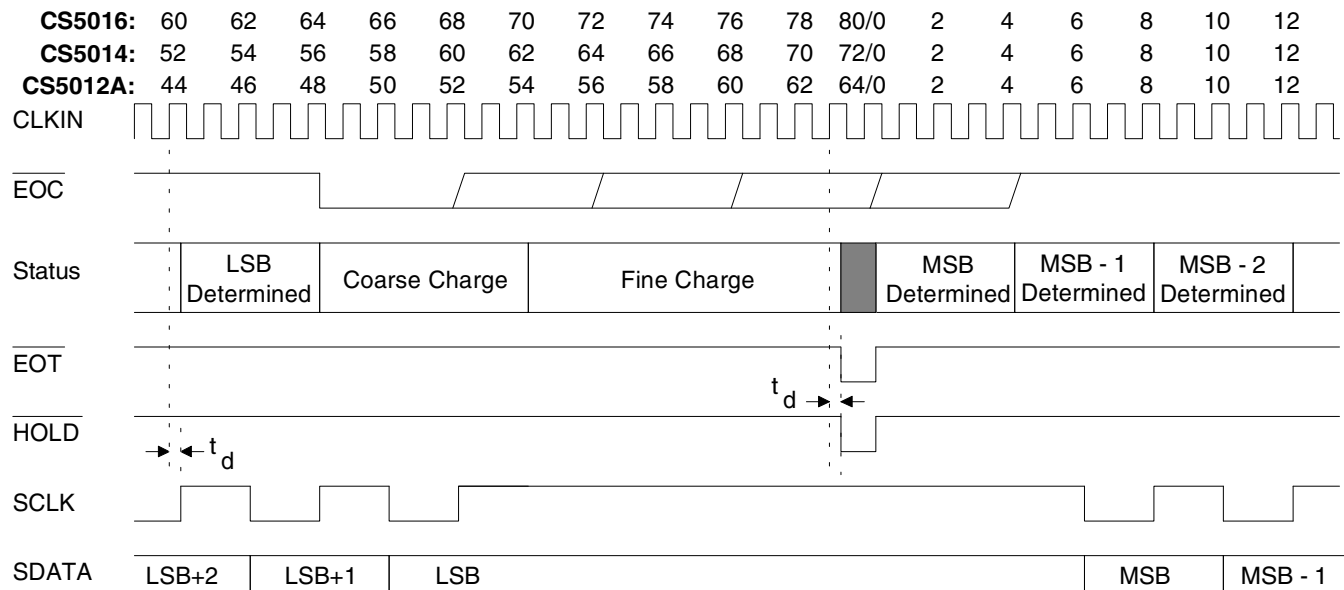 CS5016: 60 62 64 66 68 70 72 74 76 78 80/0 2 4 6 8 10 12
CS5014: 52 54 56 58 60 62 64 66 68 70 72/0 2 4 6 8 10 12
CS5012A: 44 46 48 50 52 54 56 58 60 62 64/0 2 4 6 8 10 12
CLKIN
EOC
Status
LSB
Determined
Coarse Charge
Fine Charge
MSB
Determined
MSB - 1
Determined
MSB - 2
Determined
EOT
t d
HOLD
t d
SCLK
SDATA LSB+2 LSB+1 LSB MSB MSB - 1